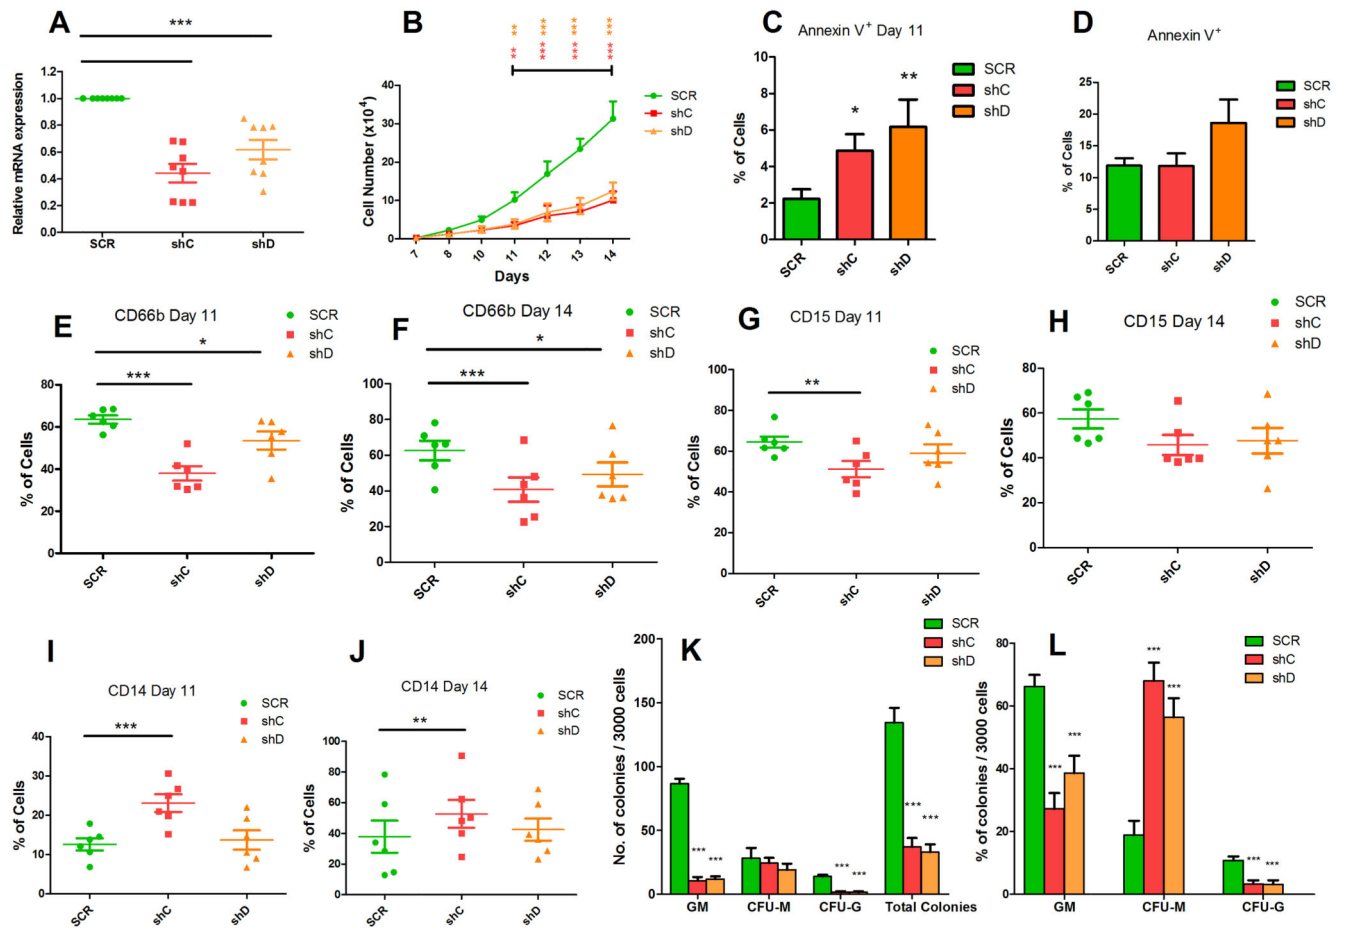 A
***
Relative mRNA expression
1.2
1.0
0.8
0.6
0.4
0.2
0.0
SCR
shC
shD
B
** *** *** ***
** *** *** ***
Cell Number (x10⁻⁴)
40
30
20
10
0
7 8 10 11 12 13 14
Days
SCR
shC
shD
C
Annexin V⁺ Day 11
% of Cells
10
8
6
4
2
0
*
**
SCR shC shD
SCR
shC
shD
D
Annexin V⁺
% of Cells
25
20
15
10
5
0
SCR shC shD
SCR
shC
shD
E
CD66b Day 11
SCR
shC
shD
*
***
% of Cells
80
60
40
20
0
SCR shC shD
F
CD66b Day 14
SCR
shC
shD
*
***
% of Cells
100
80
60
40
20
0
SCR shC shD
G
CD15 Day 11
SCR
shC
shD
**
% of Cells
100
80
60
40
20
0
SCR shC shD
H
CD15 Day 14
SCR
shC
shD
% of Cells
80
60
40
20
0
SCR shC shD
I
CD14 Day 11
SCR
shC
shD
***
% of Cells
40
30
20
10
0
SCR shC shD
J
CD14 Day 14
SCR
shC
shD
**
% of Cells
100
80
60
40
20
0
SCR shC shD
K
SCR
shC
shD
No. of colonies / 3000 cells
200
150
100
50
0
*** ***
*** ***
*** ***
GM CFU-M CFU-G Total Colonies
L
SCR
shC
shD
% of colonies / 3000 cells
80
60
40
20
0
*** ***
*** ***
*** ***
GM CFU-M CFU-G